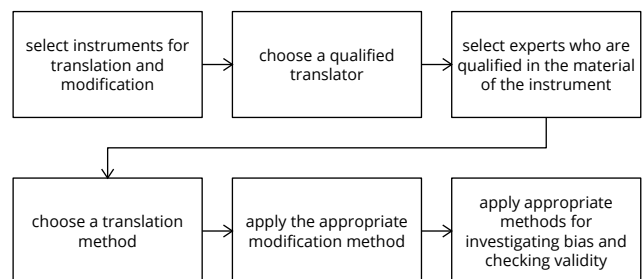 select instruments for
translation and
modification
choose a qualified
translator
select experts who are
qualified in the material
of the instrument
choose a translation
method
apply the appropriate
modification method
apply appropriate
methods for
investigating bias and
checking validity